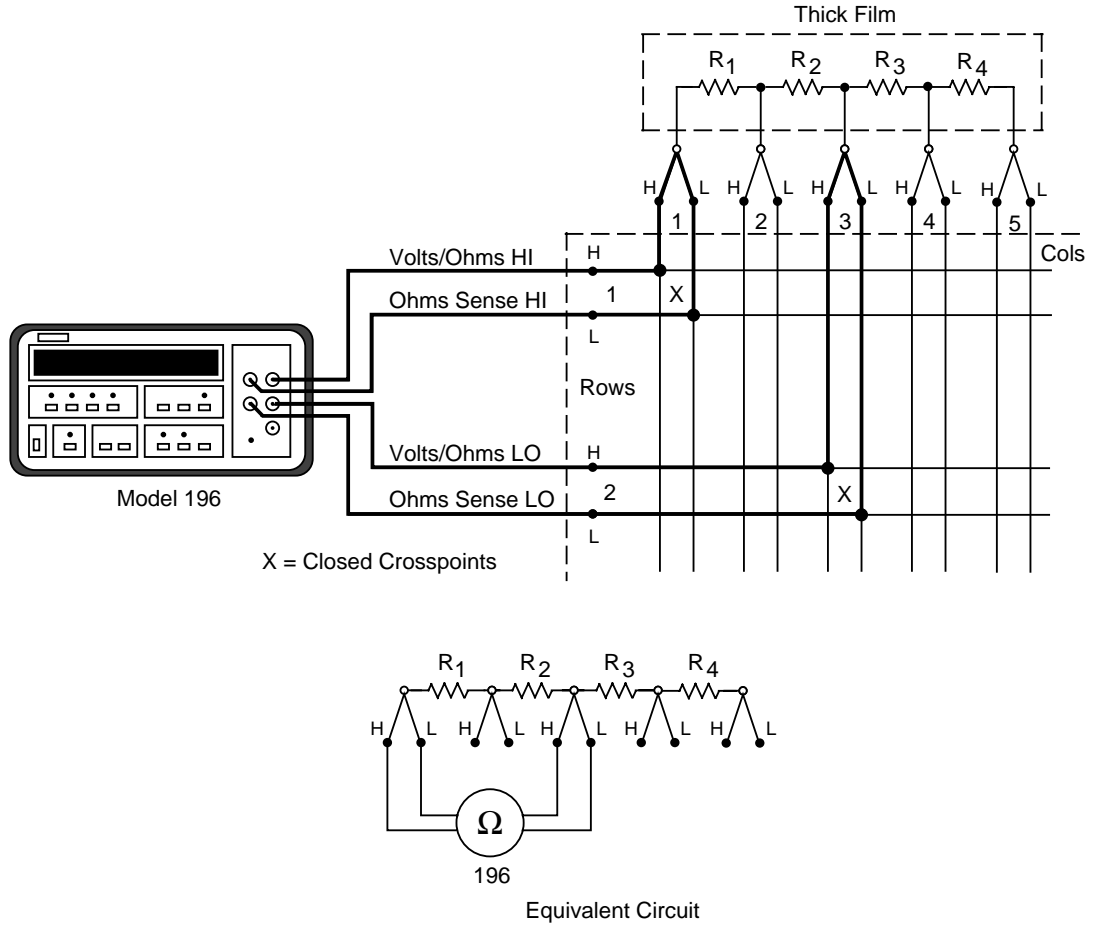 Thick Film
R1 R2 R3 R4
H L H L H L H L H L
1 2 3 4 5
Cols
Volts/Ohms HI H
1 X
Ohms Sense HI
L
Rows
Volts/Ohms LO H
2 X
Ohms Sense LO
L
Model 196
X = Closed Crosspoints
R1 R2 R3 R4
H L H L H L H L H L
Ω
196
Equivalent Circuit